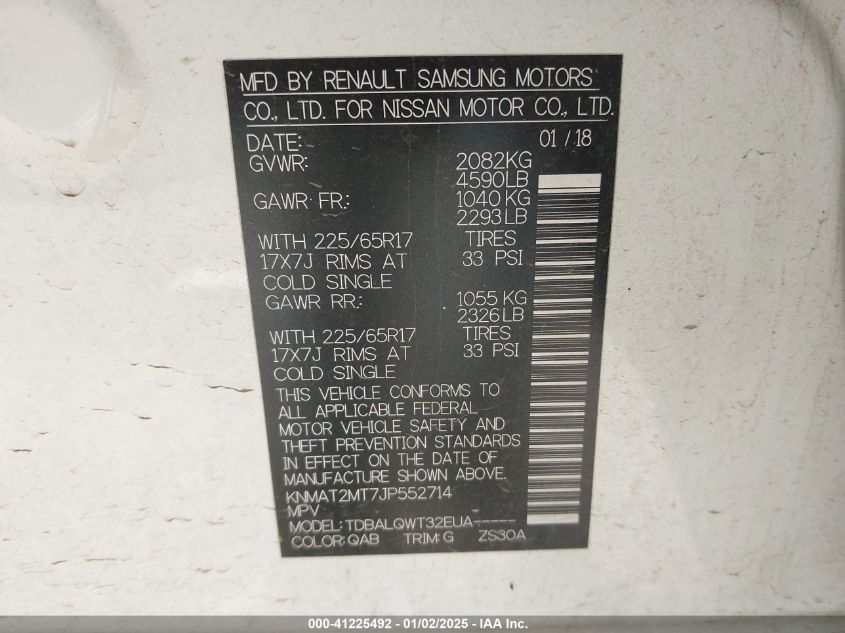 MFD BY RENAULT SAMSUNG MOTORS
CO., LTD. FOR NISSAN MOTOR CO., LTD.
DATE: 01 / 18
GVWR: 2082KG
4590LB
GAWR FR.: 1040 KG
2293 LB
WITH 225/65R17 TIRES
17X7J RIMS AT 33 PSI
COLD SINGLE
GAWR RR.: 1055 KG
2326 LB
WITH 225/65R17 TIRES
17X7J RIMS AT 33 PSI
COLD SINGLE
THIS VEHICLE CONFORMS TO
ALL APPLICABLE FEDERAL
MOTOR VEHICLE SAFETY AND
THEFT PREVENTION STANDARDS
IN EFFECT ON THE DATE OF
MANUFACTURE SHOWN ABOVE.
KNMAT2MT7JP552714
MPV
MODEL: TDBALQWT32EUA-----
COLOR: QAB TRIM: G ZS30A
000-41225492 - 01/02/2025 - IAA Inc.